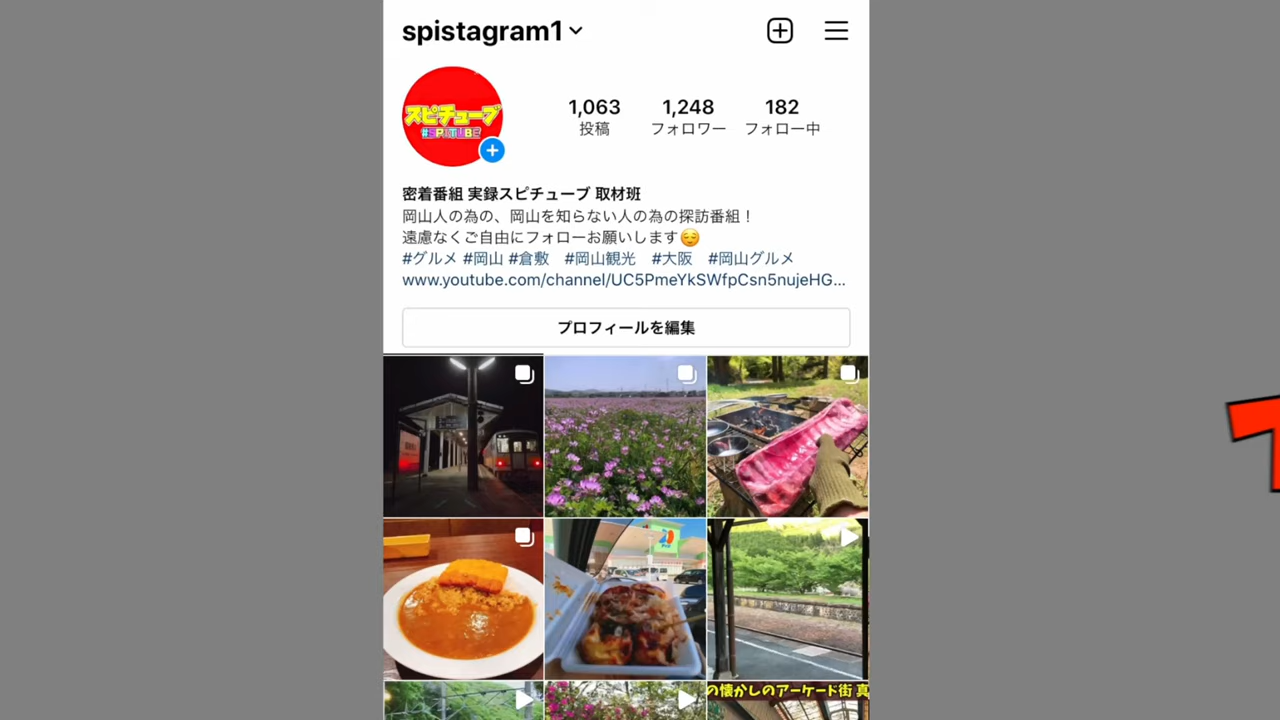 spistagram1
スピチューブ
#SPITUBE
1,063
投稿
1,248
フォロワー
182
フォロー中
密着番組 実録スピチューブ 取材班
岡山人の為の、岡山を知らない人の為の探訪番組！
遠慮なくご自由にフォローお願いします😌
#グルメ #岡山 #倉敷　#岡山観光　#大阪　#岡山グルメ
www.youtube.com/channel/UC5PmeYkSWfpCsn5nujeHG...
プロフィールを編集
の懐かしのアーケード街 真